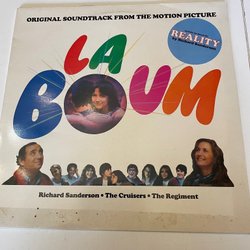 ORIGINAL SOUNDTRACK FROM THE MOTION PICTURE
REALITY
LA
BOUM
Richard Sanderson • The Cruisers • The Regiment